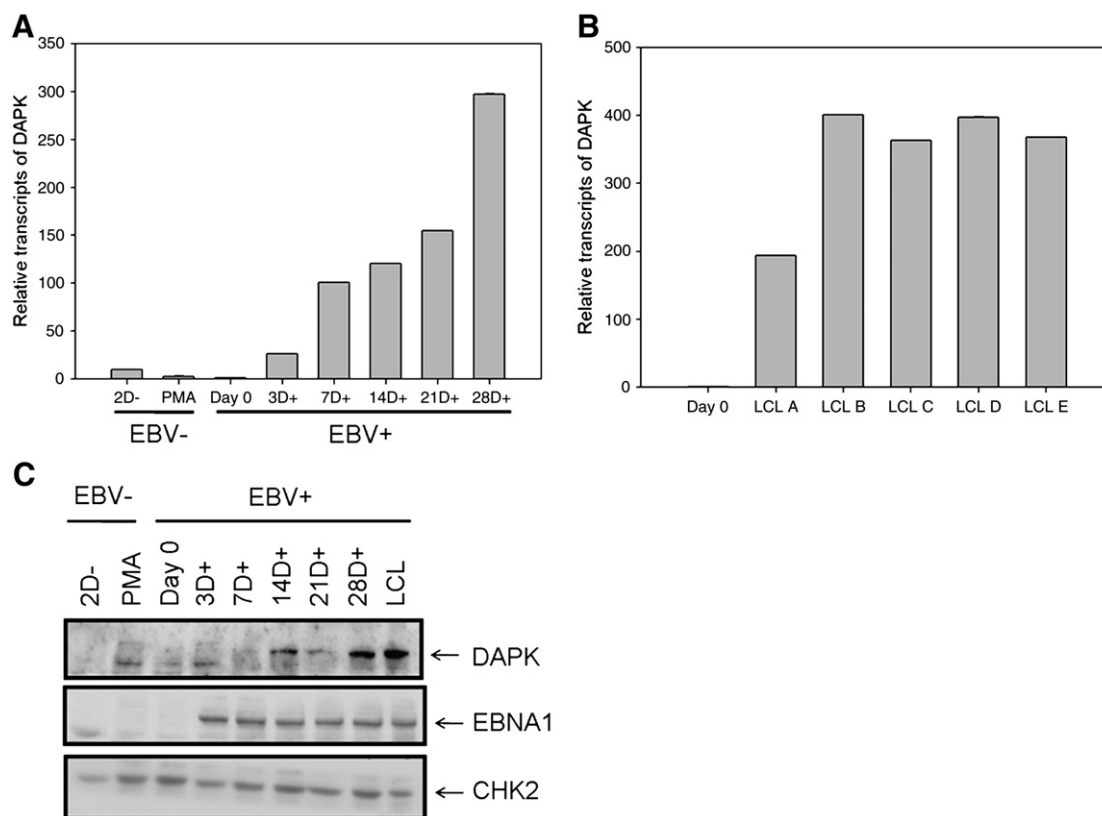 A
Relative transcripts of DAPK
350
300
250
200
150
100
50
0
2D- PMA Day 0 3D+ 7D+ 14D+ 21D+ 28D+
EBV- EBV+
B
Relative transcripts of DAPK
500
400
300
200
100
0
Day 0 LCL A LCL B LCL C LCL D LCL E
C
EBV- EBV+
2D- PMA Day 0 3D+ 7D+ 14D+ 21D+ 28D+ LCL
DAPK
EBNA1
CHK2